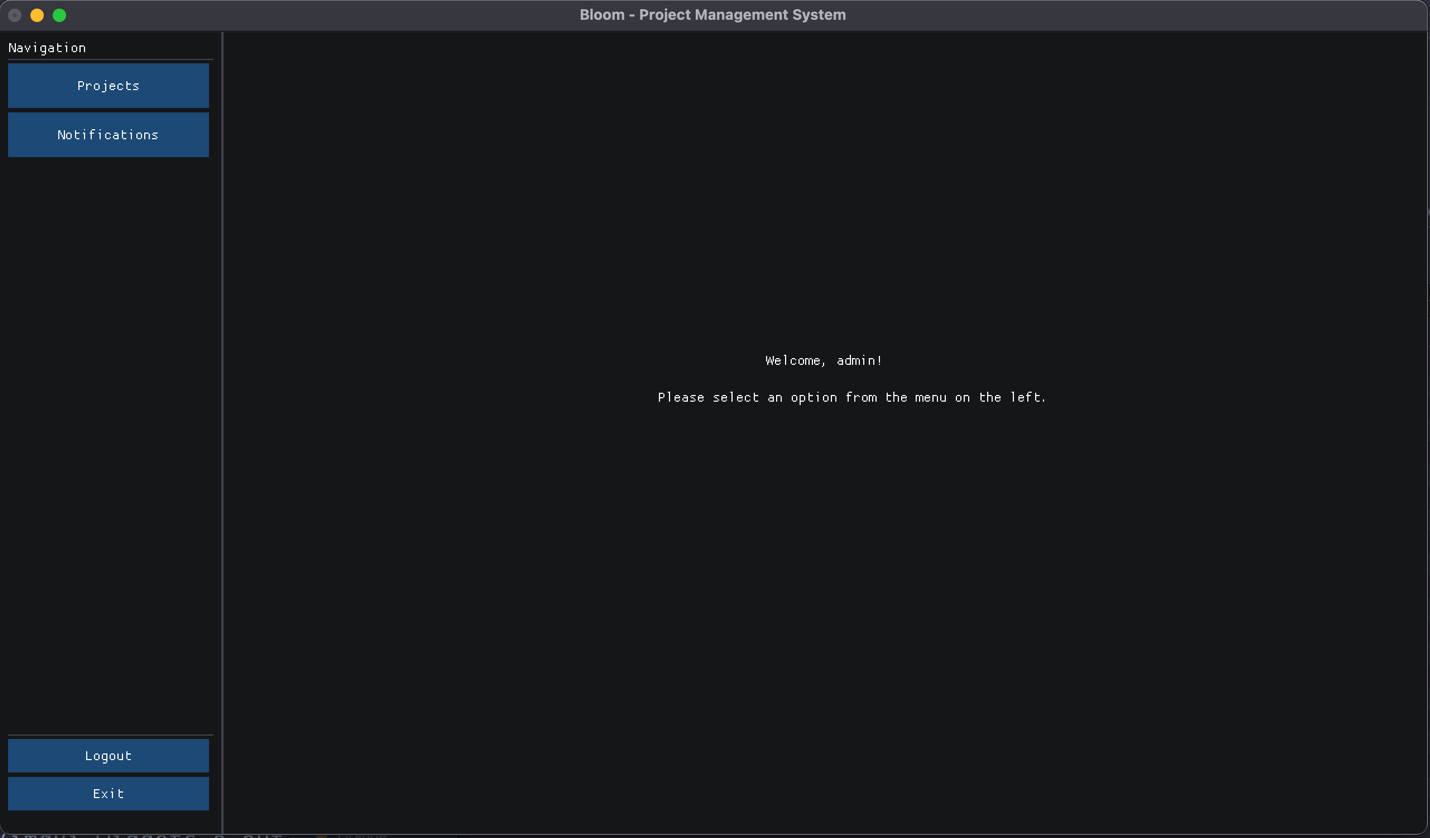 Bloom - Project Management System
Navigation
Projects
Notifications
Welcome, admin!
Please select an option from the menu on the left.
Logout
Exit